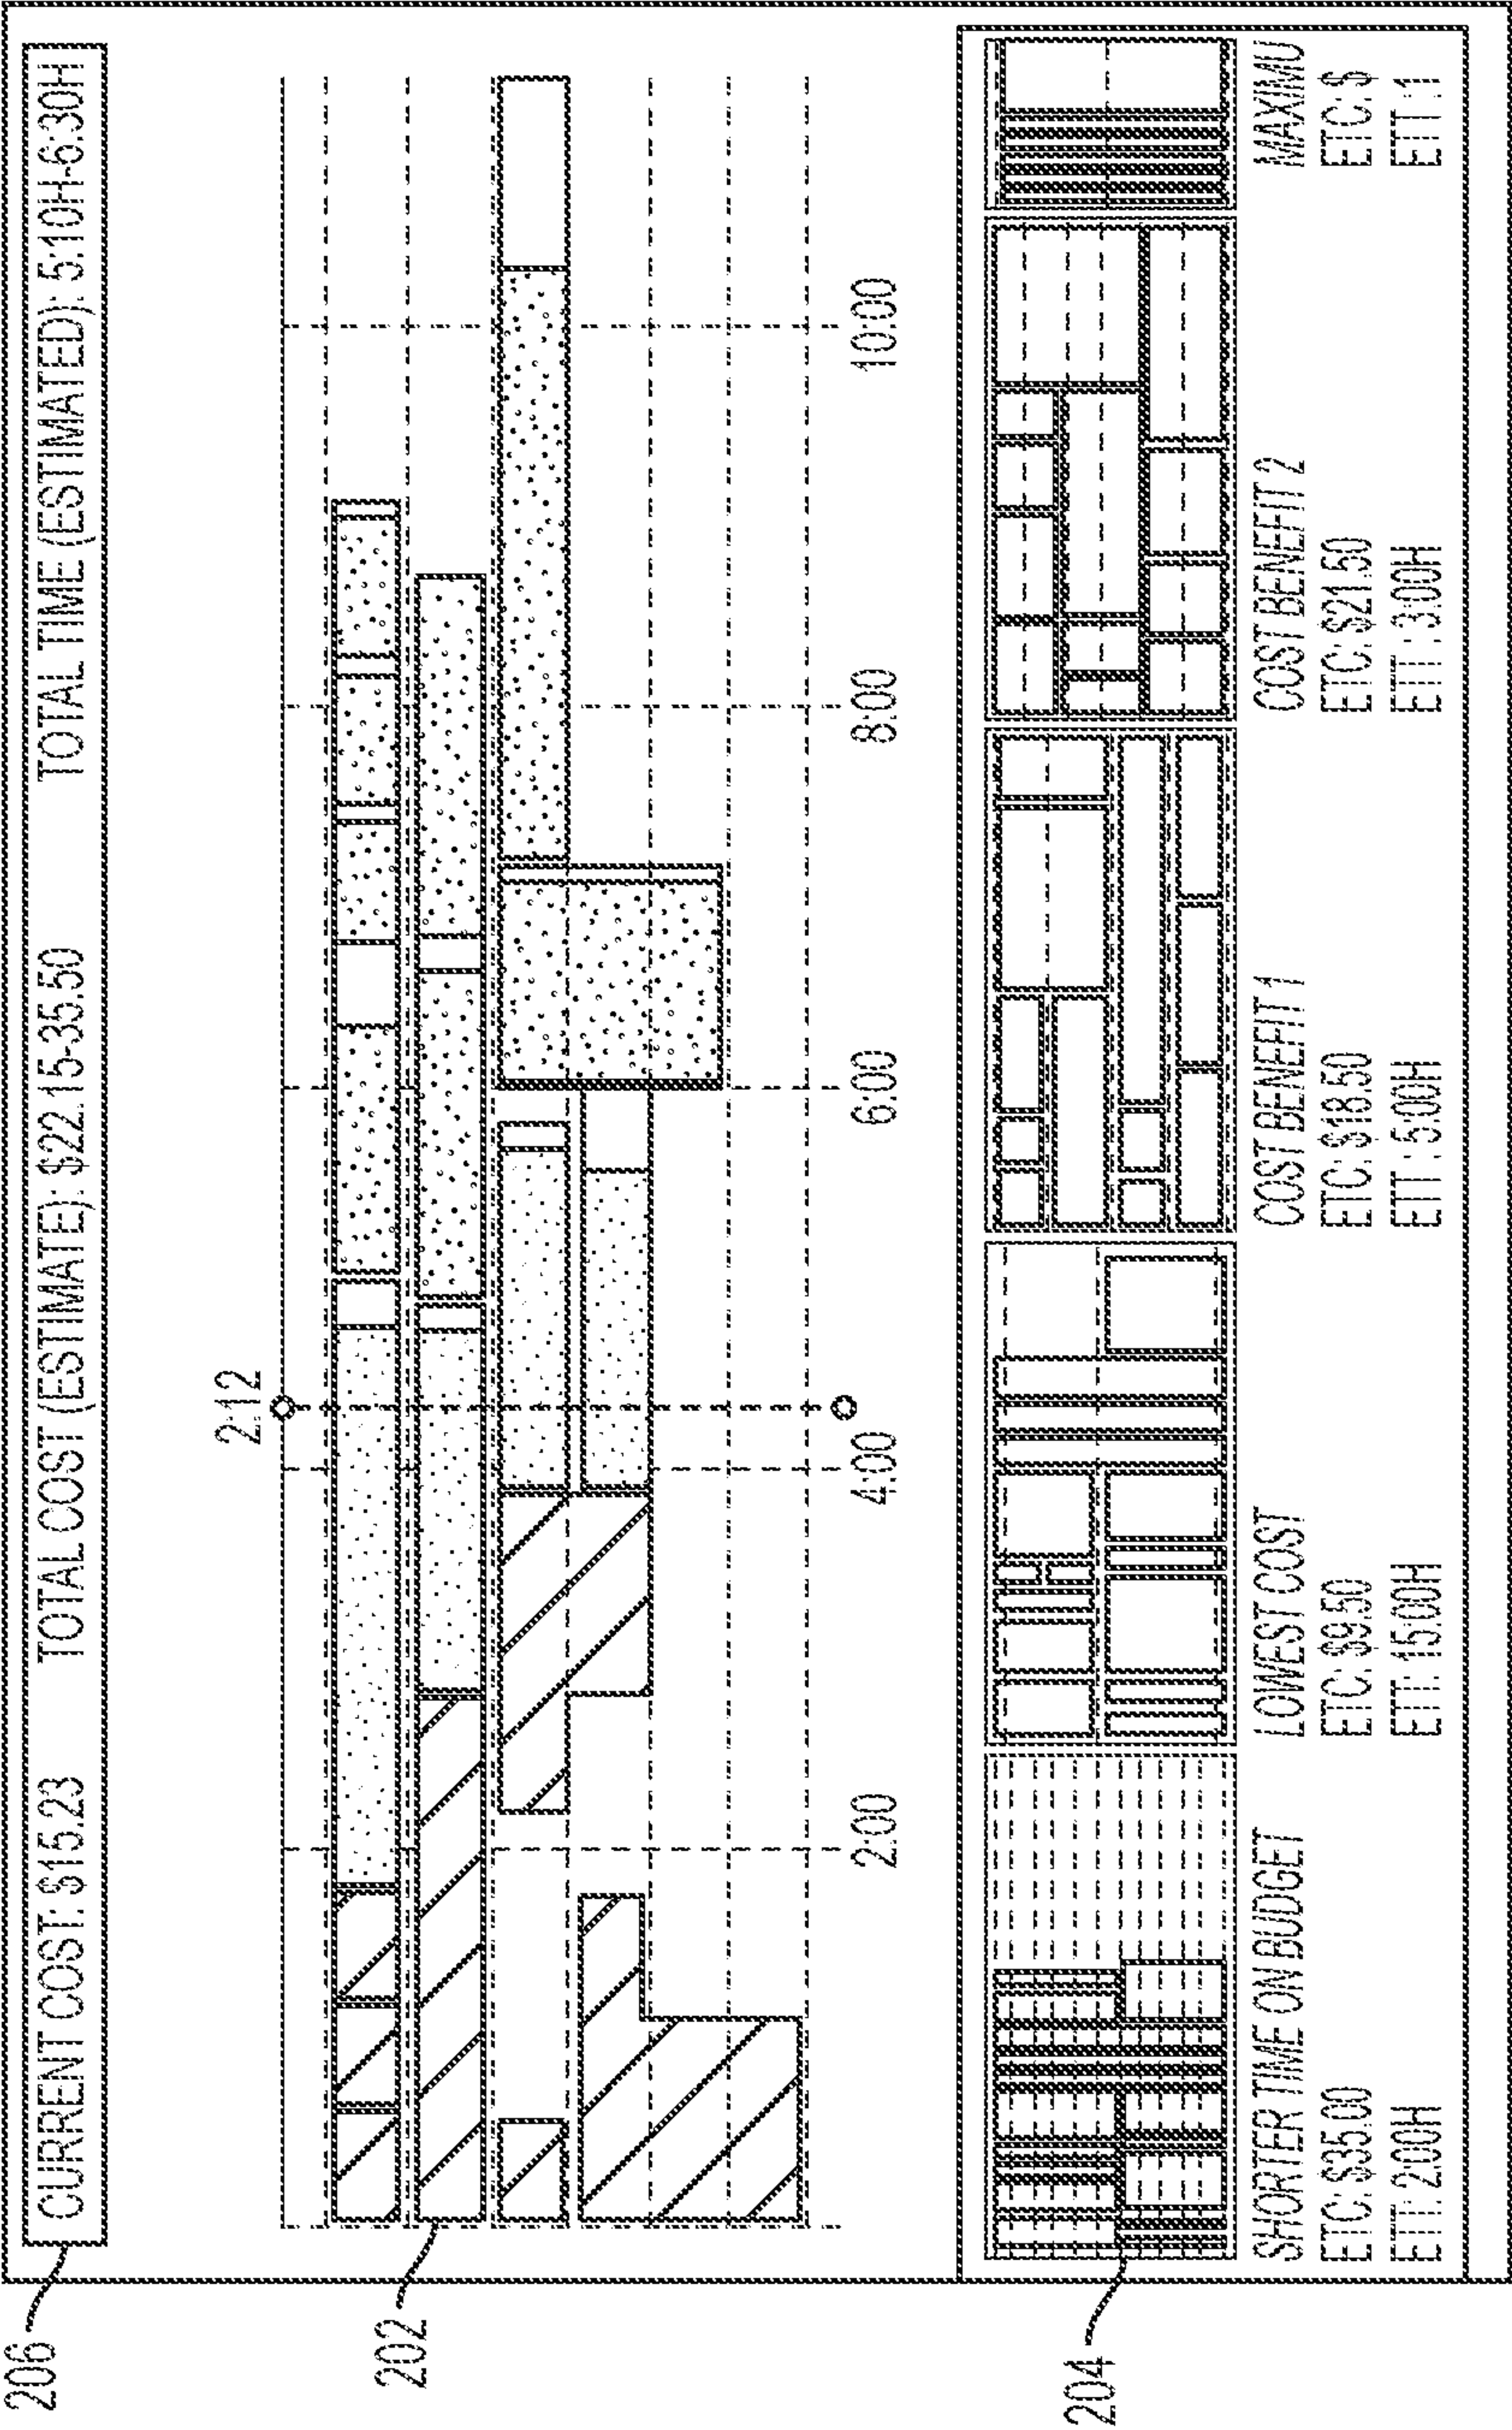 206
CURRENT COST: $15.23 TOTAL COST (ESTIMATE): $22.15-35.50 TOTAL TIME (ESTIMATED): 5:10H-6:30H
2:12
202
2:00 4:00 6:00 8:00 10:00
204
SHORTER TIME ON BUDGET LOWEST COST COST BENEFIT 1 COST BENEFIT 2 MAXIMU
ETC: $35.00 ETC: $9.50 ETC: $18.50 ETC: $21.50 ETC: $
ETT: 2:00H ETT: 15:00H ETT : 5:00H ETT : 3:00H ETT : 1